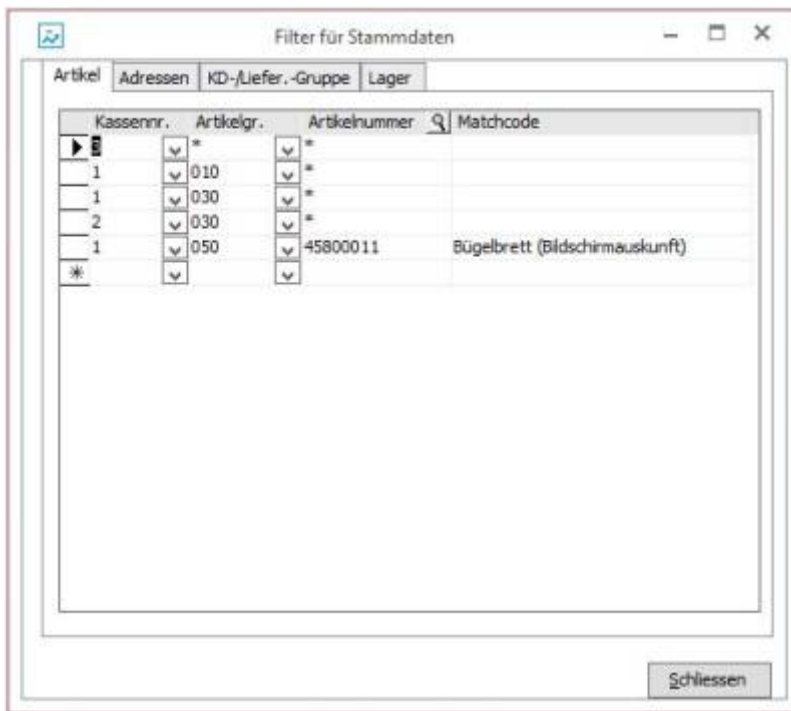 Filter für Stammdaten
Artikel Adressen KD-/Liefer.-Gruppe Lager
Kassennr. Artikelgr. Artikelnummer Matchcode
3 * *
1 010 *
1 030 *
2 030 *
1 050 45800011 Bügelbrett (Bildschirmauskunft)
*
Schliessen